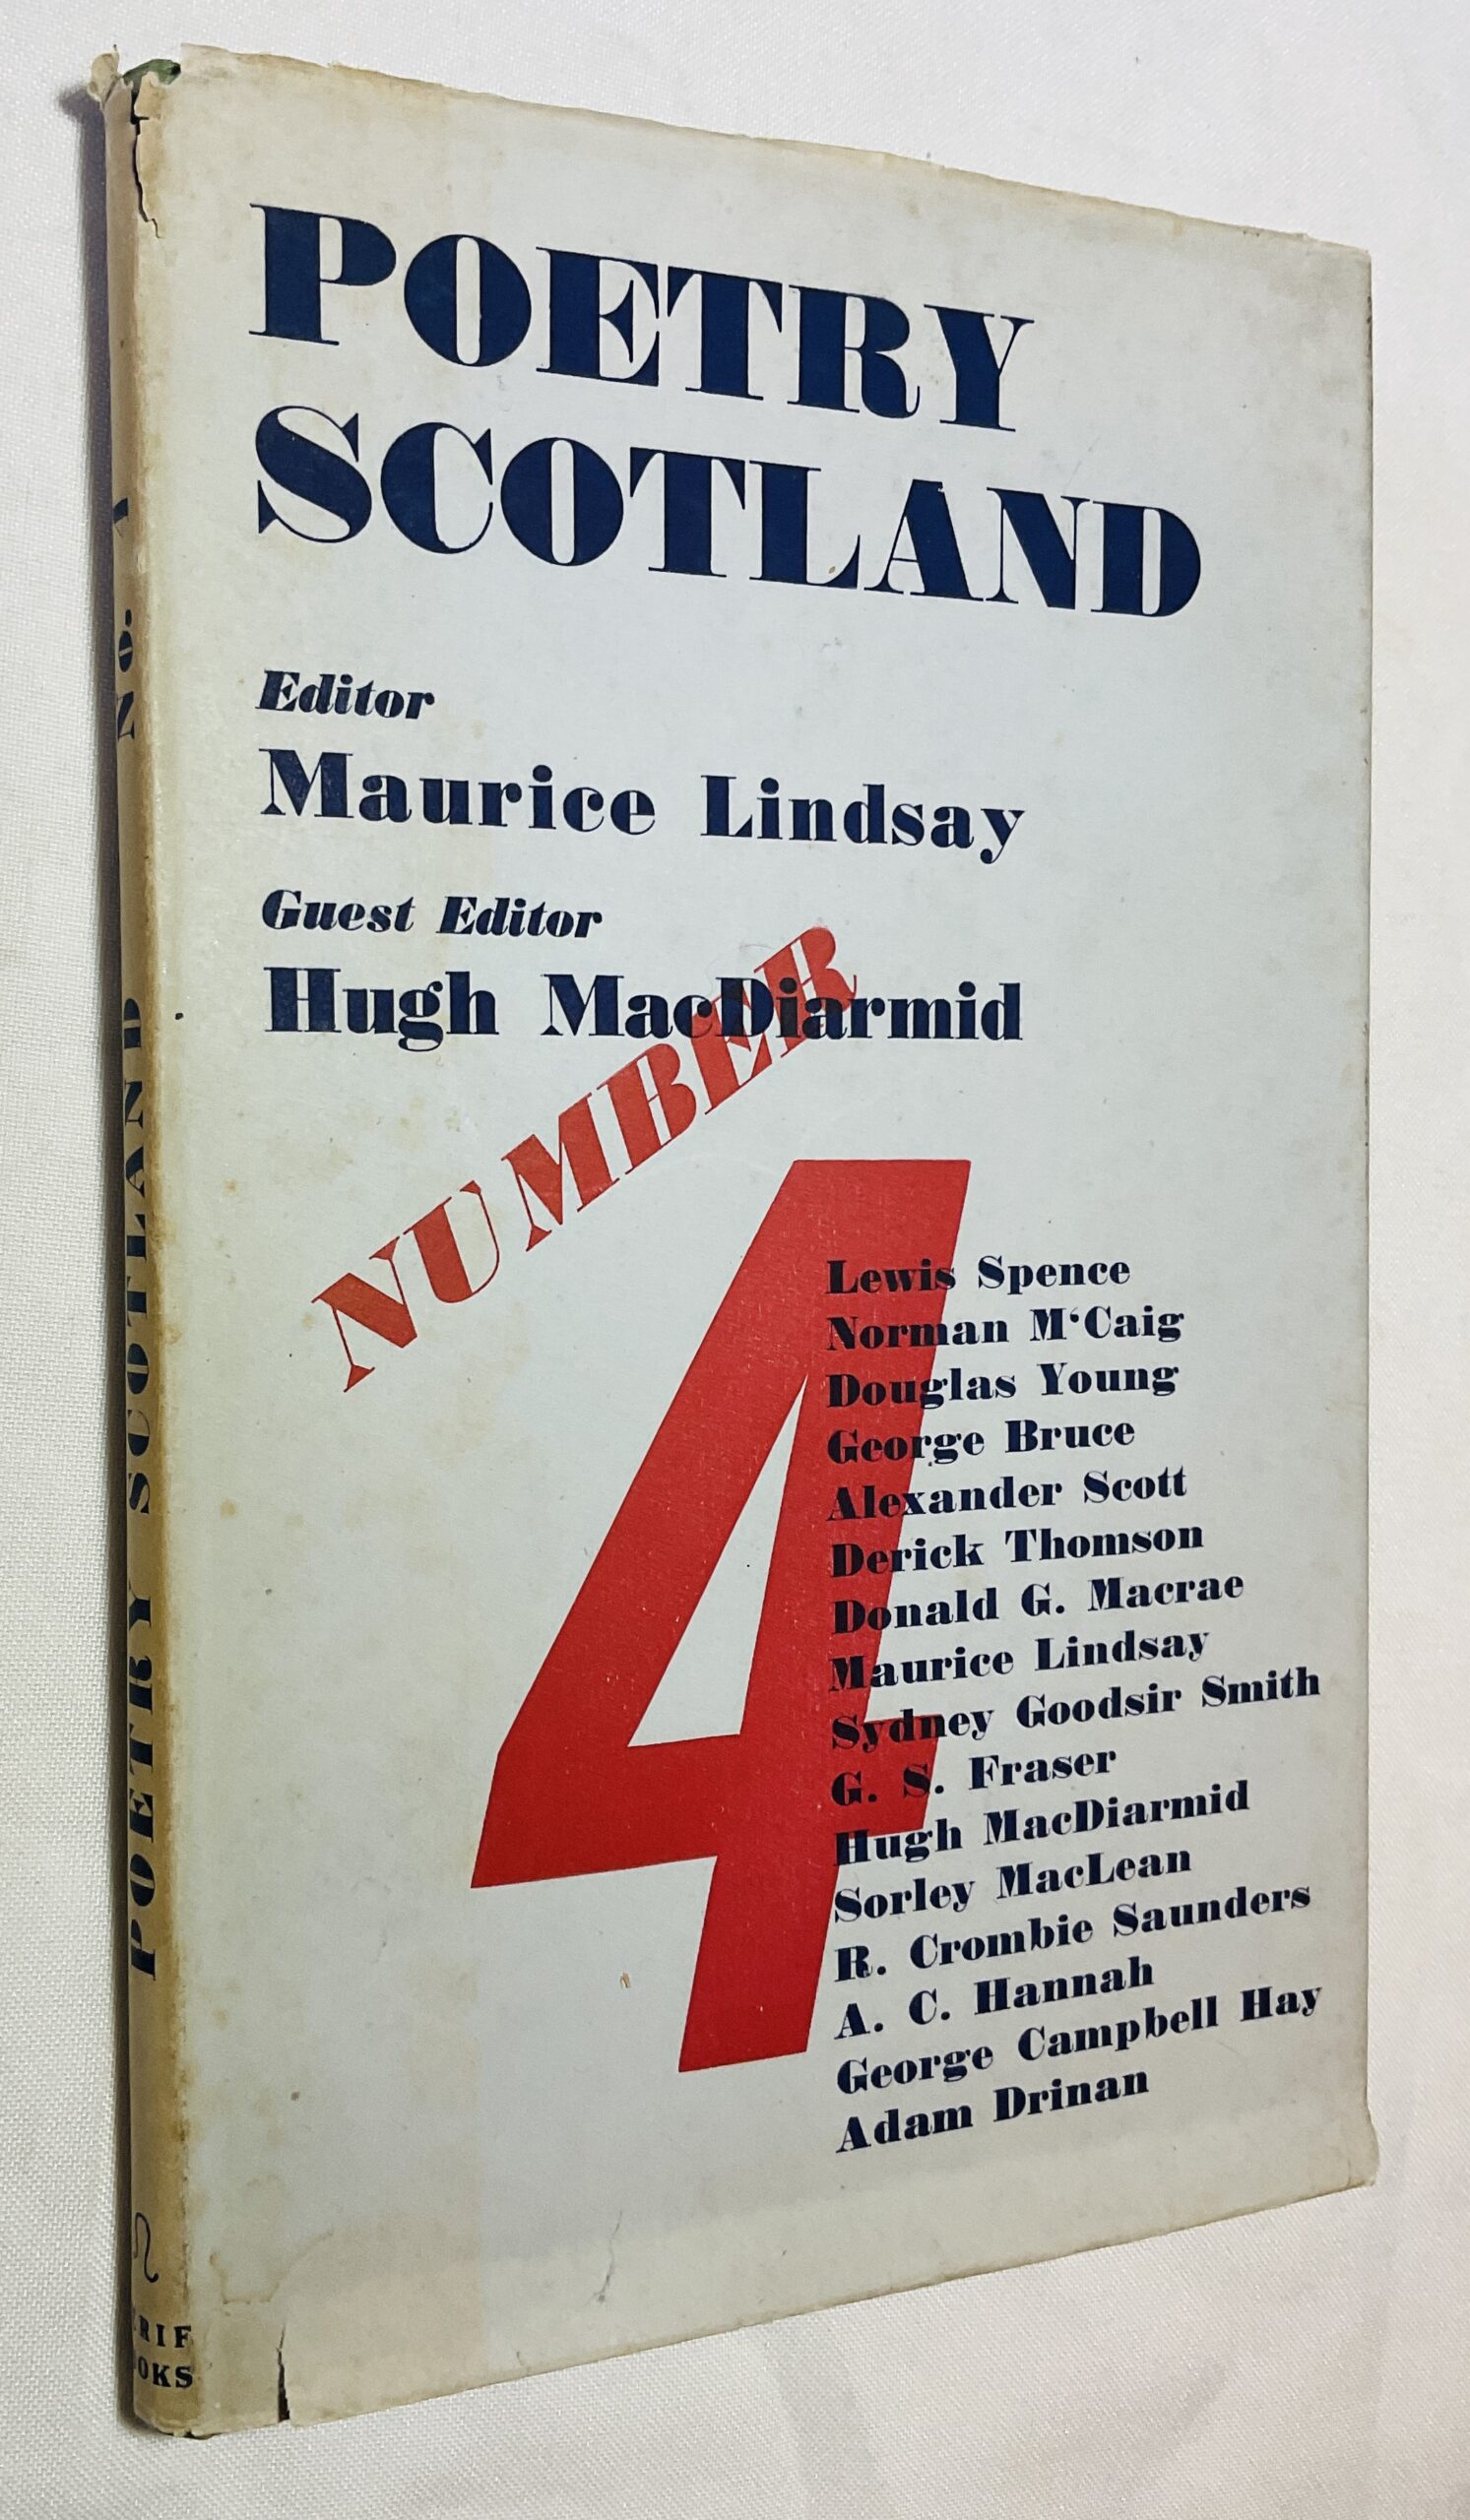 POETRY
SCOTLAND
Editor
Maurice Lindsay
Guest Editor
Hugh MacDiarmid
NUMBER
4
Lewis Spence
Norman M‘Caig
Douglas Young
George Bruce
Alexander Scott
Derick Thomson
Donald G. Macrae
Maurice Lindsay
Sydney Goodsir Smith
G. S. Fraser
Hugh MacDiarmid
Sorley MacLean
R. Crombie Saunders
A. C. Hannah
George Campbell Hay
Adam Drinan
POETRY SCOTLAND No.